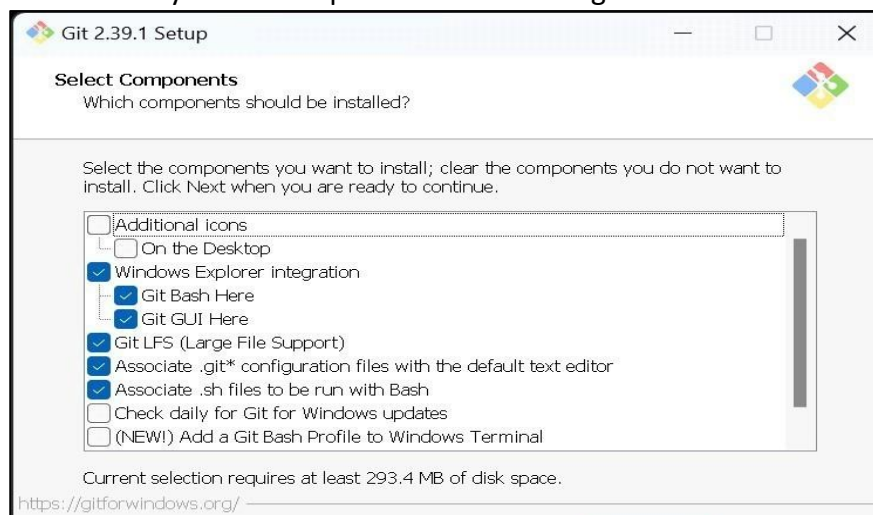 Git 2.39.1 Setup
Select Components
Which components should be installed?
Select the components you want to install; clear the components you do not want to
install. Click Next when you are ready to continue.
Additional icons
On the Desktop
Windows Explorer integration
Git Bash Here
Git GUI Here
Git LFS (Large File Support)
Associate .git* configuration files with the default text editor
Associate .sh files to be run with Bash
Check daily for Git for Windows updates
(NEW!) Add a Git Bash Profile to Windows Terminal
Current selection requires at least 293.4 MB of disk space.
https://gitforwindows.org/